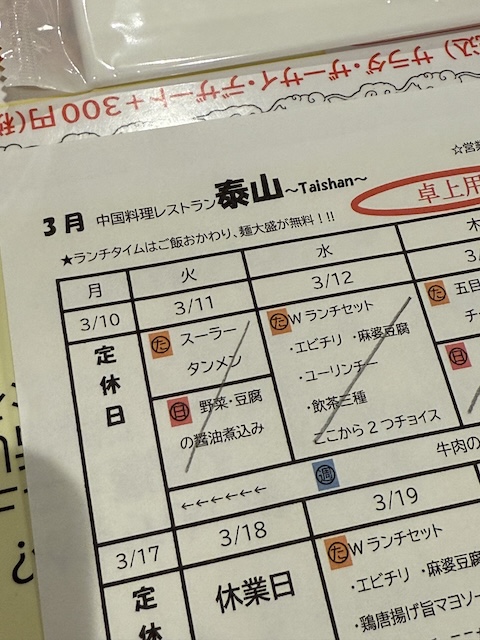 サラダ・ザーサイ・デザート+300円(税込)
3月 中国料理レストラン 泰山 ~Taishan~
☆営業
卓上用
★ランチタイムはご飯おかわり、麺大盛が無料!!!
月 火 水 木
3/10 3/11 3/12 3/
定休日
た スーラー
タンメン
日 野菜・豆腐
の醤油煮込み
た Wランチセット
・エビチリ ・麻婆豆腐
・ユーリンチー
・飲茶三種
ここから2つチョイス
た 五目
チー
日
←←←←←← 週 牛肉の
3/17 3/18 3/19
定休
休業日
た Wランチセット
・エビチリ ・麻婆豆腐
・鶏唐揚げ旨マヨソー